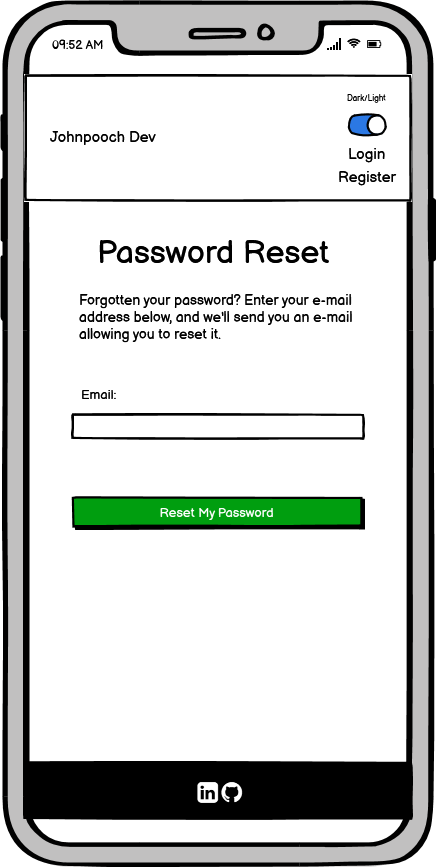 09:52 AM
Dark/Light
Johnpooch Dev
Login
Register
Password Reset
Forgotten your password? Enter your e-mail
address below, and we'll send you an e-mail
allowing you to reset it.
Email:
Reset My Password
in